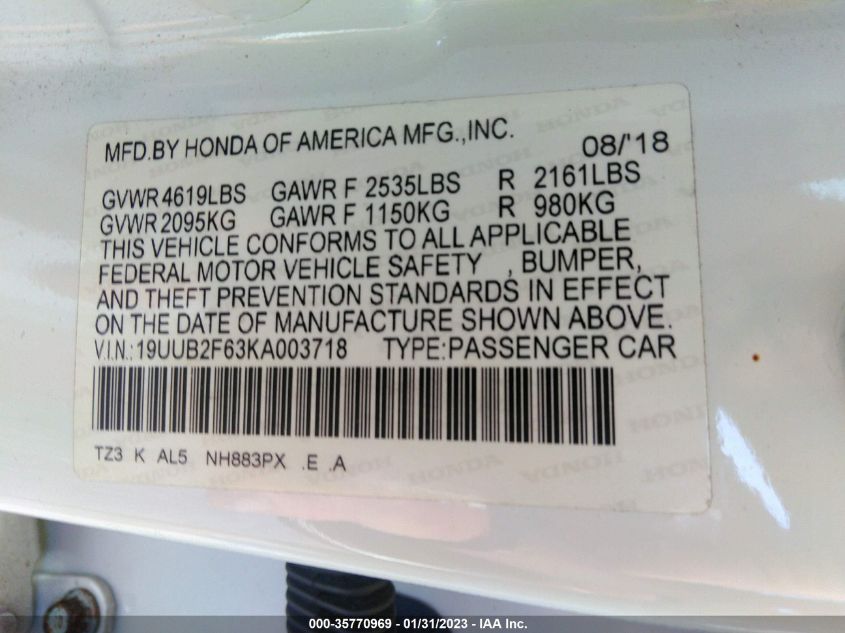 MFD.BY HONDA OF AMERICA MFG.,INC. 08/'18
GVWR 4619LBS GAWR F 2535LBS R 2161LBS
GVWR 2095KG GAWR F 1150KG R 980KG
THIS VEHICLE CONFORMS TO ALL APPLICABLE
FEDERAL MOTOR VEHICLE SAFETY , BUMPER,
AND THEFT PREVENTION STANDARDS IN EFFECT
ON THE DATE OF MANUFACTURE SHOWN ABOVE.
V.I.N.:19UUB2F63KA003718 TYPE:PASSENGER CAR
TZ3 K AL5 NH883PX .E .A
000-35770969 - 01/31/2023 - IAA Inc.